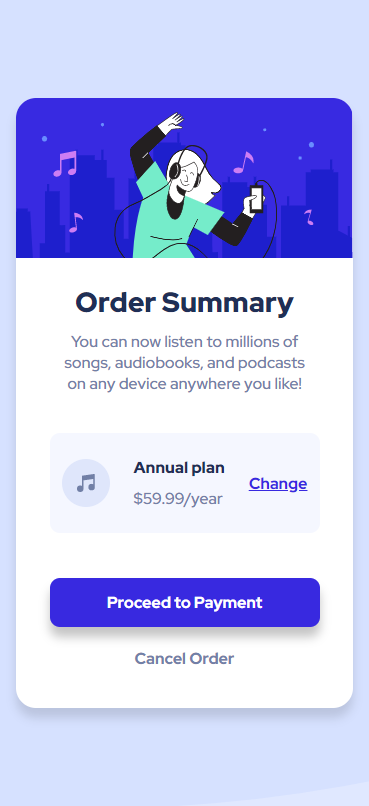 Order Summary
You can now listen to millions of
songs, audiobooks, and podcasts
on any device anywhere you like!
Annual plan
$59.99/year
Change
Proceed to Payment
Cancel Order